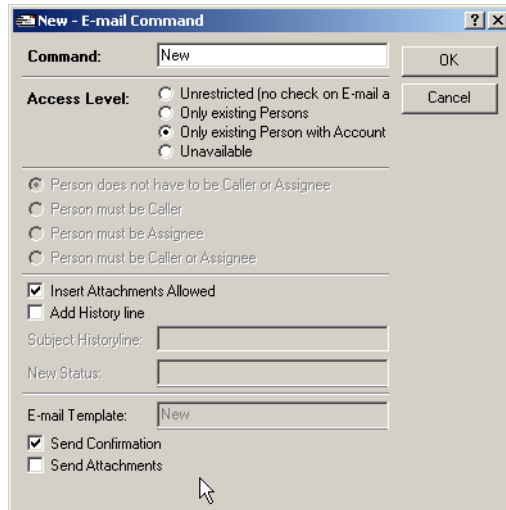 New - E-mail Command
Command: New
OK
Access Level:
Unrestricted (no check on E-mail a
Cancel
Only existing Persons
Only existing Person with Account
Unavailable
Person does not have to be Caller or Assignee
Person must be Caller
Person must be Assignee
Person must be Caller or Assignee
Insert Attachments Allowed
Add History line
Subject Historyline:
New Status:
E-mail Template: New
Send Confirmation
Send Attachments